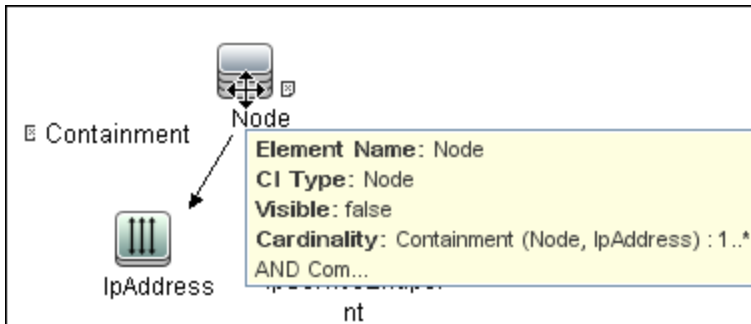 Node
Containment
Element Name: Node
CI Type: Node
Visible: false
Cardinality: Containment (Node, IpAddress) : 1..*
AND Com...
IpAddress
nt